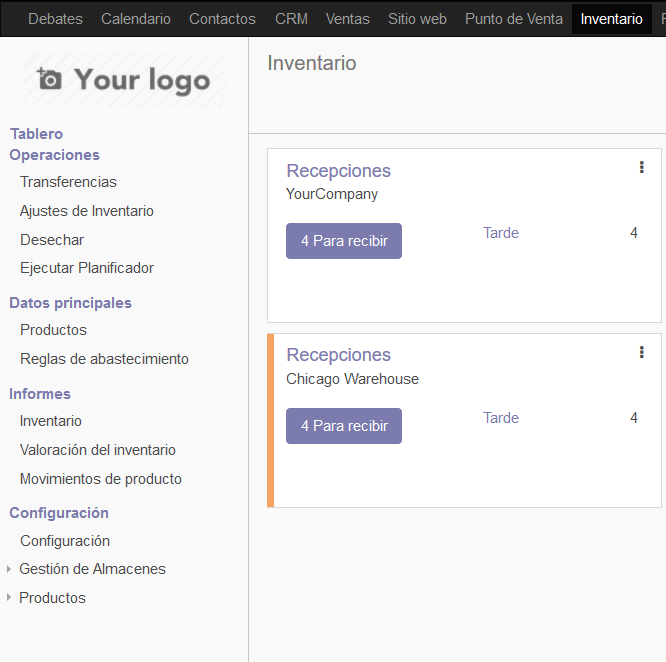 Debates Calendario Contactos CRM Ventas Sitio web Punto de Venta Inventario
Your logo
Inventario
Tablero
Operaciones
Transferencias
Ajustes de Inventario
Desechar
Ejecutar Planificador
Datos principales
Productos
Reglas de abastecimiento
Informes
Inventario
Valoración del inventario
Movimientos de producto
Configuración
Configuración
Gestión de Almacenes
Productos
Recepciones
YourCompany
4 Para recibir Tarde 4
Recepciones
Chicago Warehouse
4 Para recibir Tarde 4